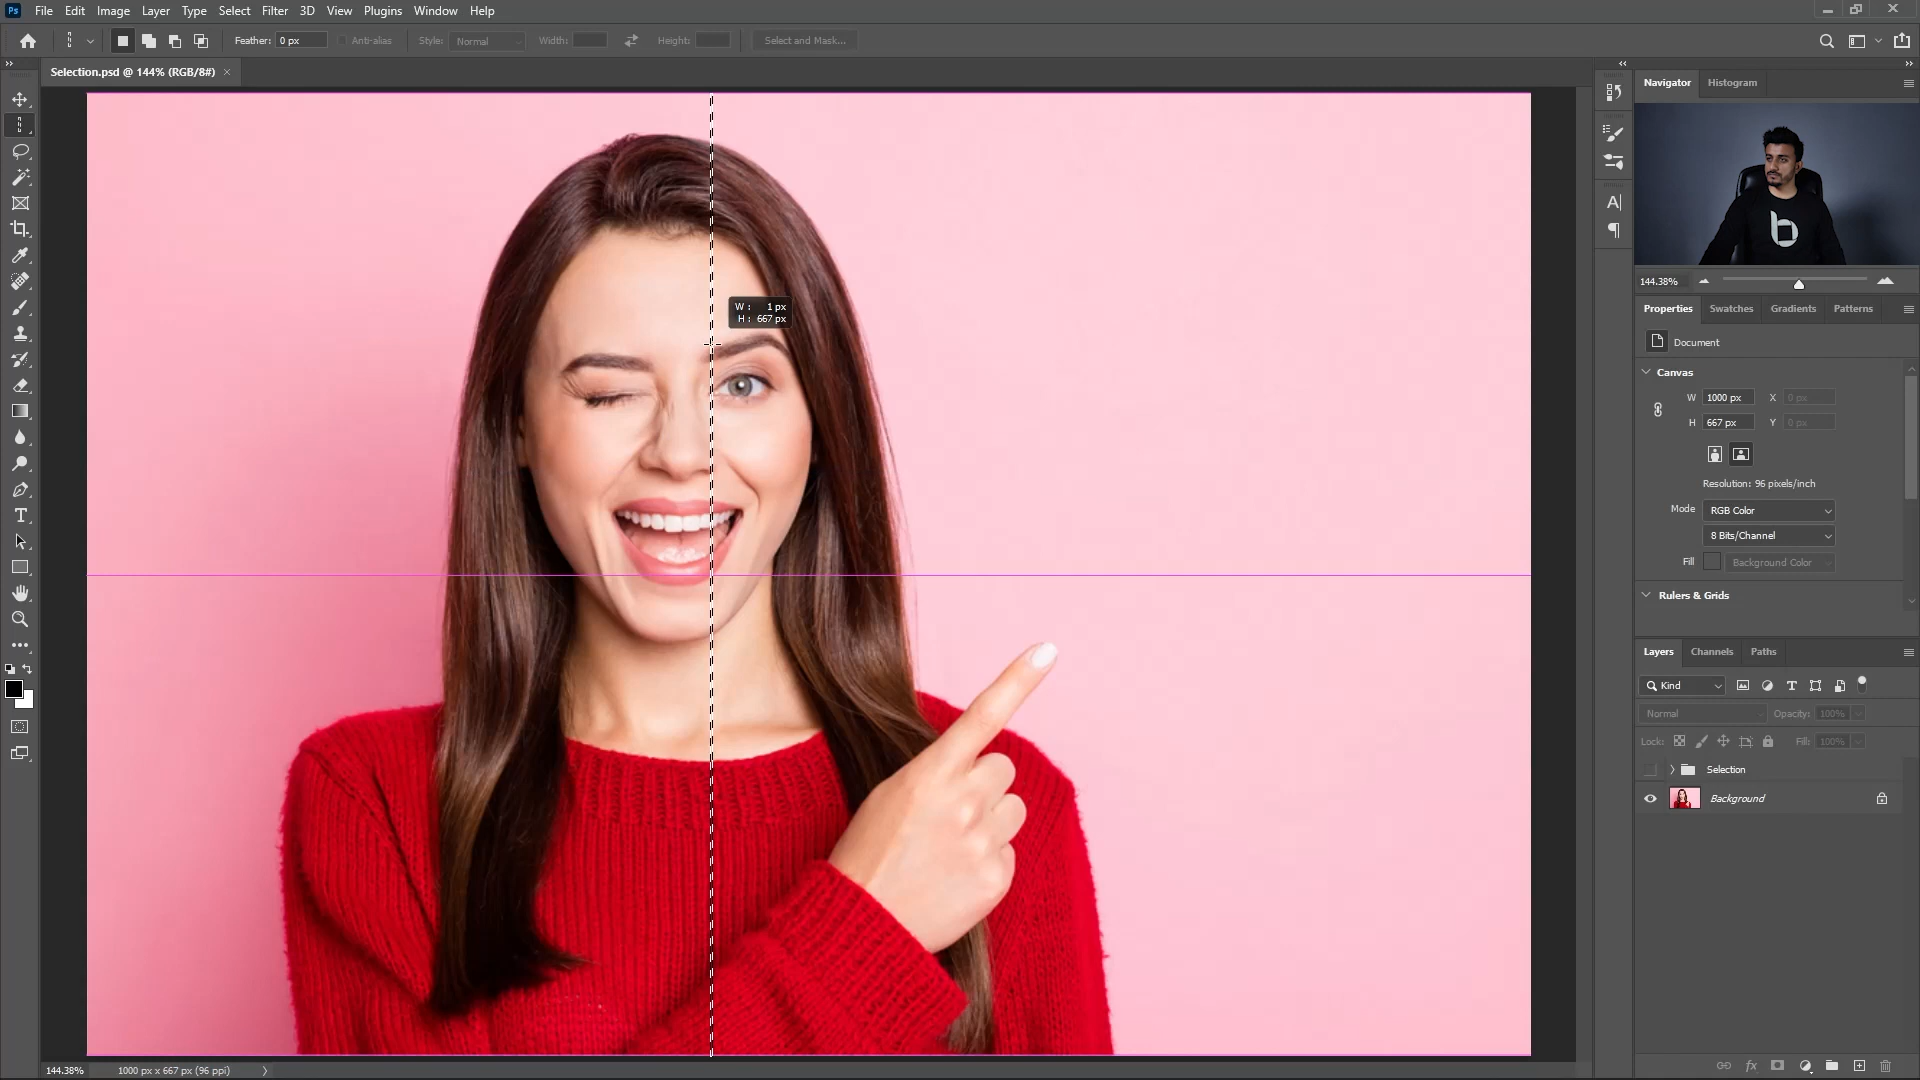 Ps File Edit Image Layer Type Select Filter 3D View Plugins Window Help
Feather: 0 px Anti-alias Style: Normal Width: Height: Select and Mask...
Selection.psd @ 144% (RGB/8#) ×
W : 1 px
H : 667 px
Navigator Histogram
b
144.38%
Properties Swatches Gradients Patterns
Document
Canvas
W 1000 px X 0 px
H 667 px Y 0 px
Resolution: 96 pixels/inch
Mode RGB Color
8 Bits/Channel
Fill Background Color
Rulers & Grids
Layers Channels Paths
Kind
Normal Opacity: 100%
Lock: Fill: 100%
Selection
Background
144.38% 1000 px x 667 px (96 ppi)